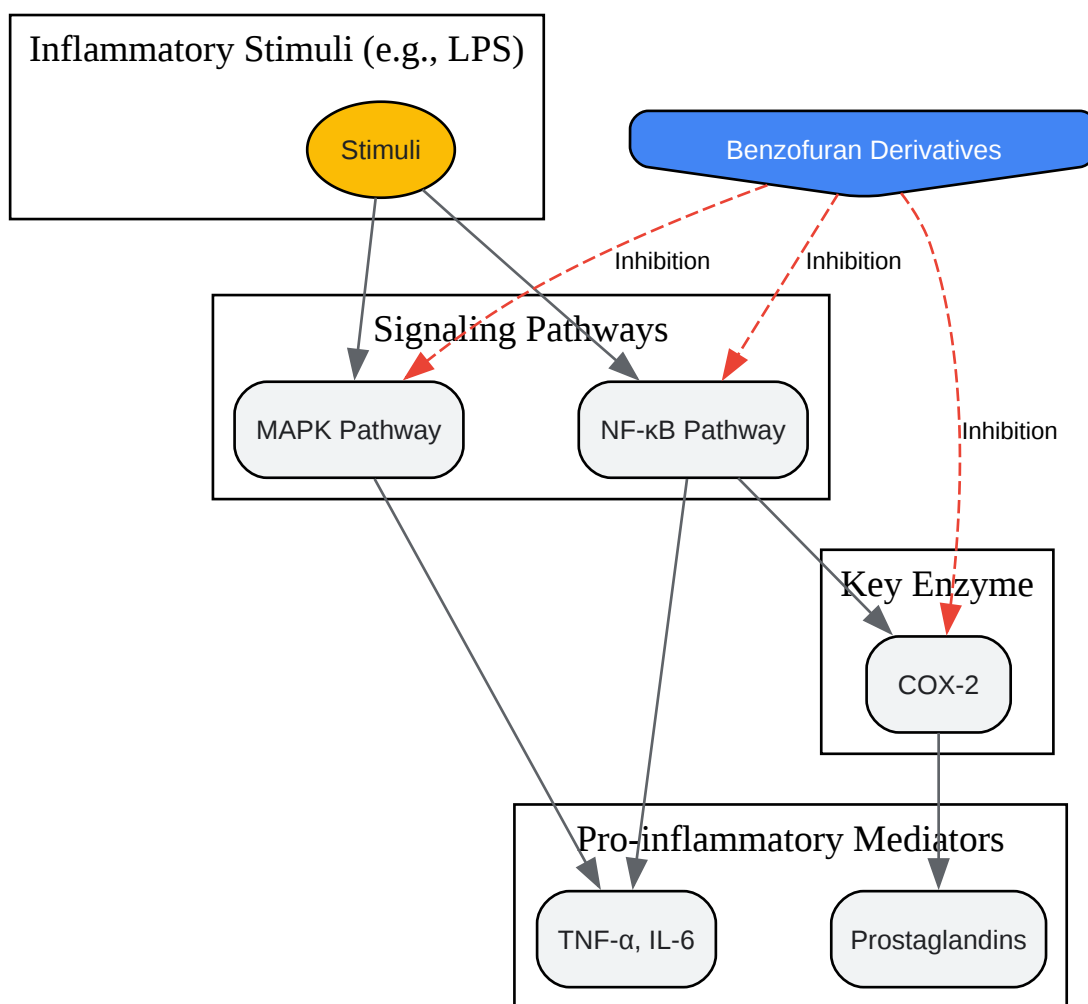 Inflammatory Stimuli (e.g., LPS)
Stimuli
Benzofuran Derivatives
Inhibition
Inhibition
Signaling Pathways
MAPK Pathway
NF-κB Pathway
Inhibition
Key Enzyme
COX-2
Pro-inflammatory Mediators
TNF-α, IL-6
Prostaglandins